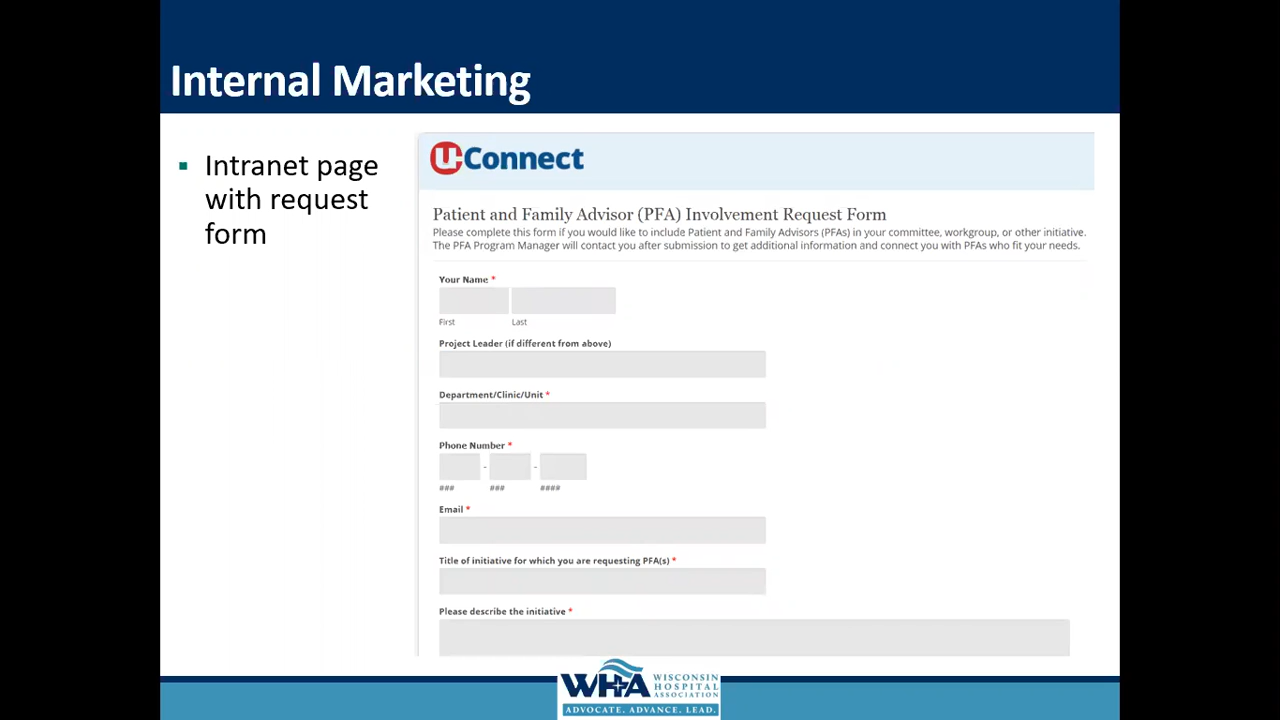 Internal Marketing
▪ Intranet page
with request
form
UConnect
Patient and Family Advisor (PFA) Involvement Request Form
Please complete this form if you would like to include Patient and Family Advisors (PFAs) in your committee, workgroup, or other initiative.
The PFA Program Manager will contact you after submission to get additional information and connect you with PFAs who fit your needs.
Your Name *
First Last
Project Leader (if different from above)
Department/Clinic/Unit *
Phone Number *
- -
### ### ####
Email *
Title of initiative for which you are requesting PFA(s) *
Please describe the initiative *
WHA WISCONSIN
HOSPITAL
ASSOCIATION
ADVOCATE. ADVANCE. LEAD.